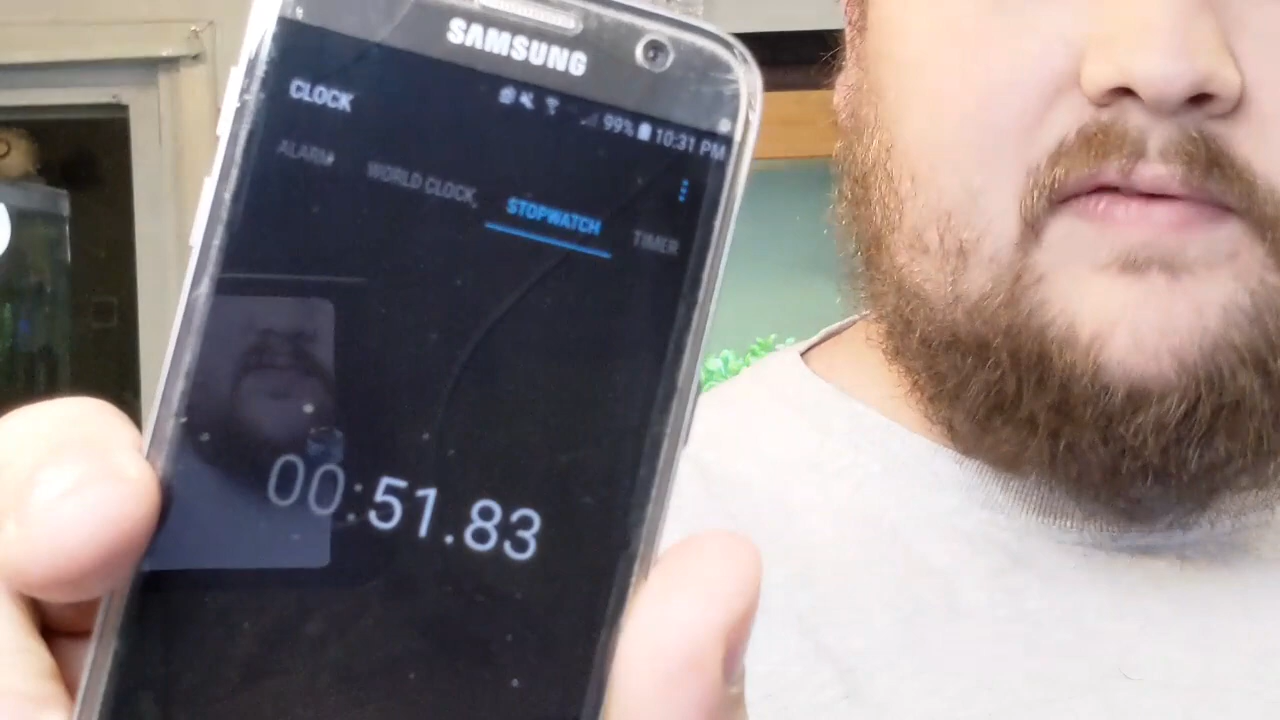 SAMSUNG
99% 10:31 PM
CLOCK
ALARM WORLD CLOCK STOPWATCH TIMER
00:51.83